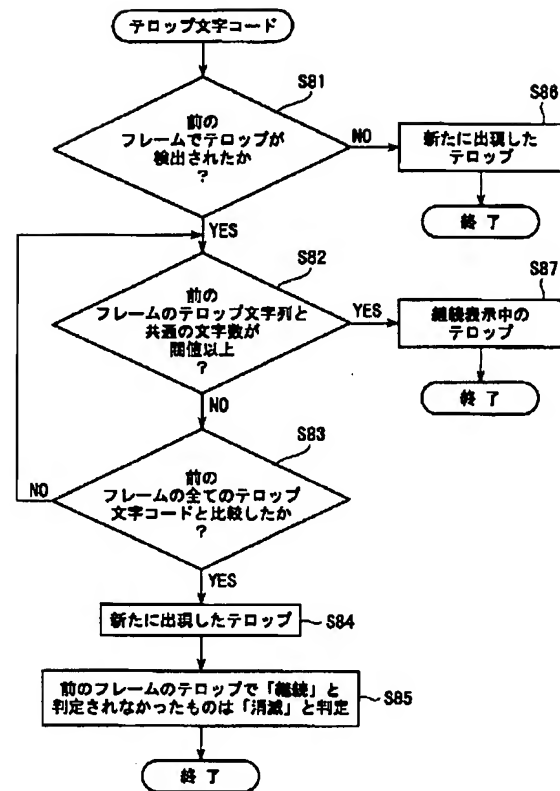 テロップ文字コード
S81
前の
フレームでテロップが
検出されたか
?
NO
S86
新たに出現した
テロップ
終 了
YES
S82
前の
フレームのテロップ文字列と
共通の文字数が
閾値以上
?
YES
S87
継続表示中の
テロップ
終 了
NO
S83
前の
フレームの全てのテロップ
文字コードと比較したか
?
NO
YES
新たに出現したテロップ
S84
前のフレームのテロップで「継続」と
判定されなかったものは「消滅」と判定
S85
終 了